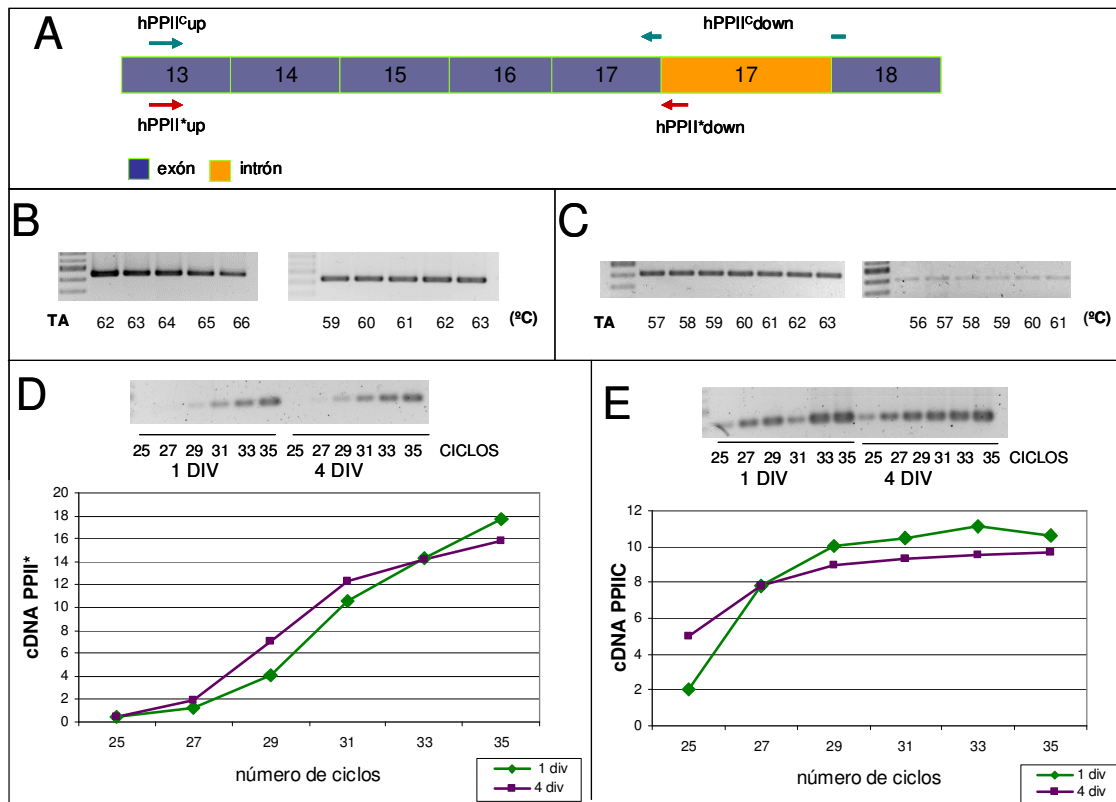 A
hPPIIᶜup
hPPIIᶜdown
13 14 15 16 17 17 18
hPPII*up
hPPII*down
exón intrón
B
TA 62 63 64 65 66 59 60 61 62 63 (ºC)
C
TA 57 58 59 60 61 62 63 56 57 58 59 60 61 (ºC)
D
25 27 29 31 33 35 25 27 29 31 33 35 CICLOS
1 DIV 4 DIV
cDNA PPII*
20
18
16
14
12
10
8
6
4
2
0
25 27 29 31 33 35
número de ciclos
1 div
4 div
E
25 27 29 31 33 35 25 27 29 31 33 35 CICLOS
1 DIV 4 DIV
cDNA PPIIC
12
10
8
6
4
2
0
25 27 29 31 33 35
número de ciclos
1 div
4 div